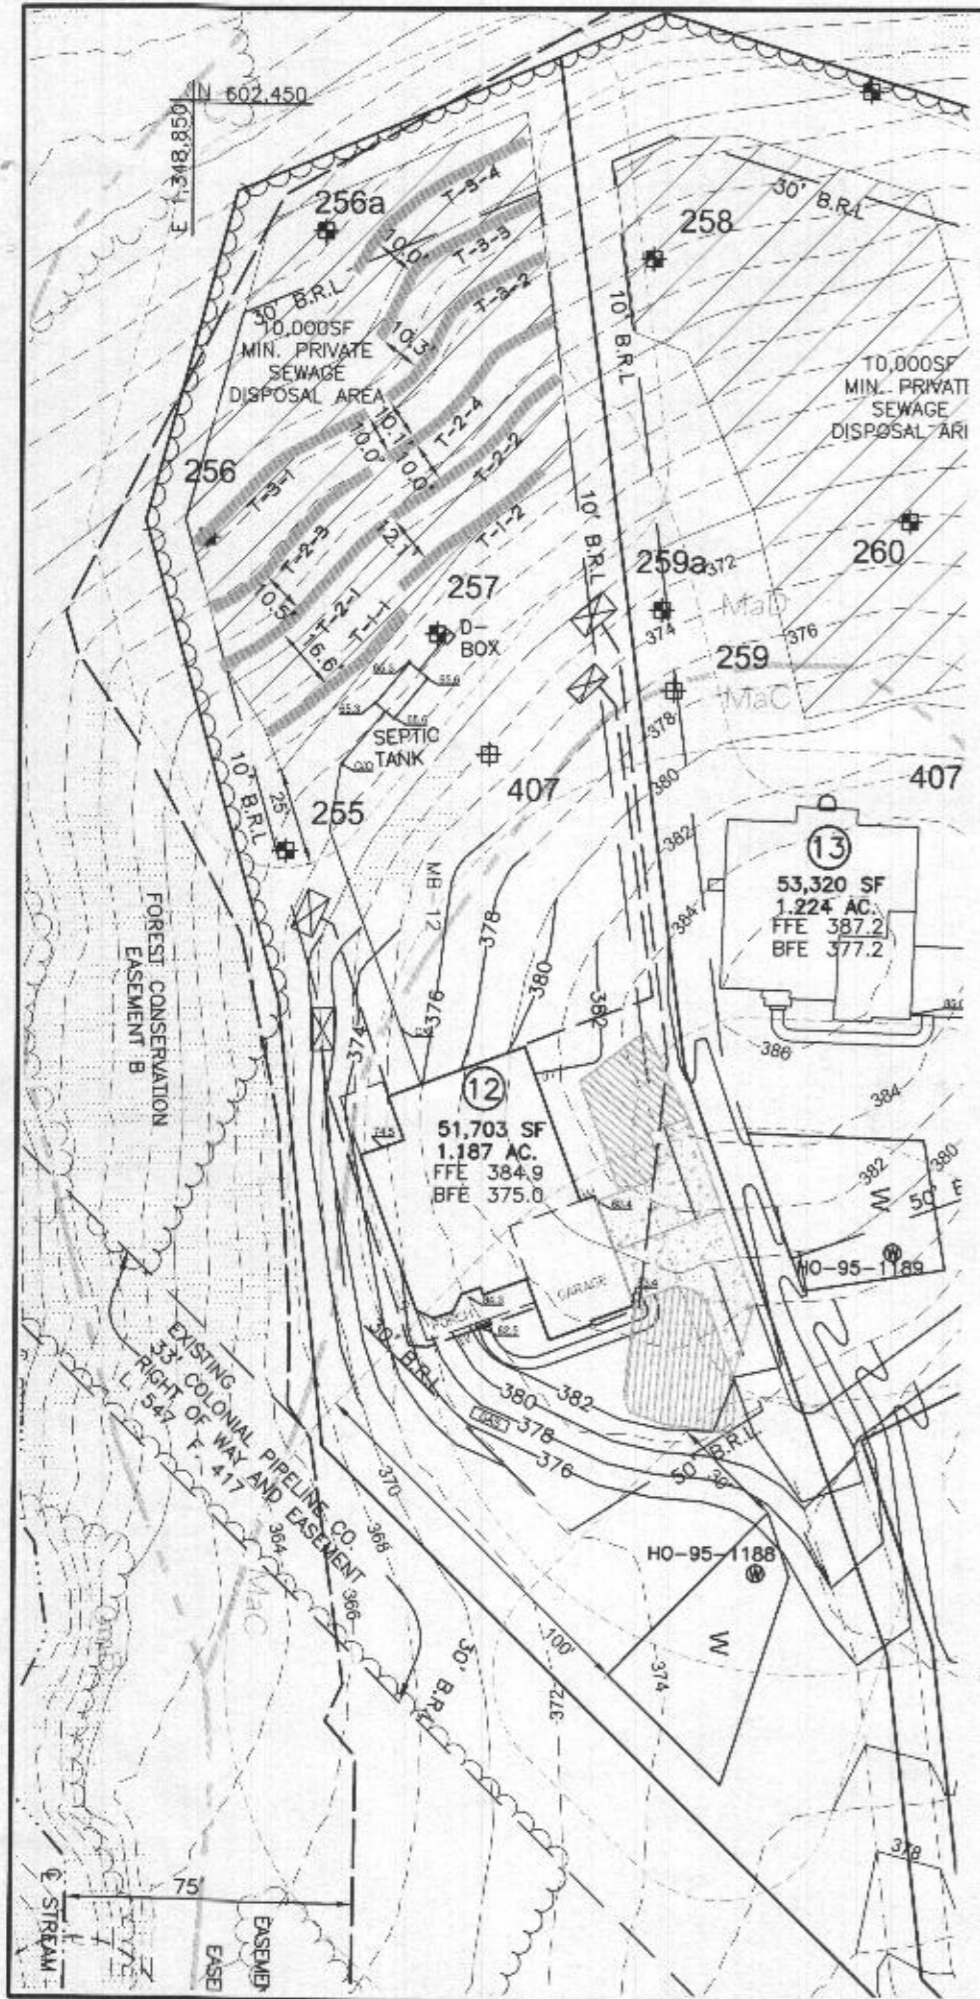 N 602,450
E 1,348,850
256a
T-3-4
30' B.R.L
258
10.0'
T-3-3
T-3-2
30' B.R.L
10' B.R.L
10,000SF
MIN. PRIVATE
SEWAGE
DISPOSAL AREA
10.3'
10,000SF
MIN. PRIVAT
SEWAGE
DISPOSAL AR
10.1'
T-2-4
10.0'
10.0'
T-2-2
256
T-3-1
T-2-3
12.1'
T-1-2
10' B.R.L
259a
372
260
10.5'
T-2-1
T-1-1
257
D-
BOX
MaD
374
376
16.6'
259
MaC
SEPTIC
TANK
378
380
407
407
10' B.R.L
25'
255
382
13
53,320 SF
1.224 AC.
FFE 387.2
BFE 377.2
MB-12
378
384
FOREST CONSERVATION
EASEMENT B
376
380
382
374
386
12
51,703 SF
1.187 AC.
FFE 384.9
BFE 375.0
384
382
380
W
50'
HO-95-1189
W
GARAGE
30' B.R.L
EXISTING
33' COLONIAL PIPELINE CO.
RIGHT OF WAY AND EASEMENT
L. 547 F. 417
380
382
GAS
378
376
50' B.R.L
370
368
364
366
MaC
HO-95-1188
W
W
100'
30' B.R.L
374
372
378
75'
℄ STREAM
EASEMEN
EASE